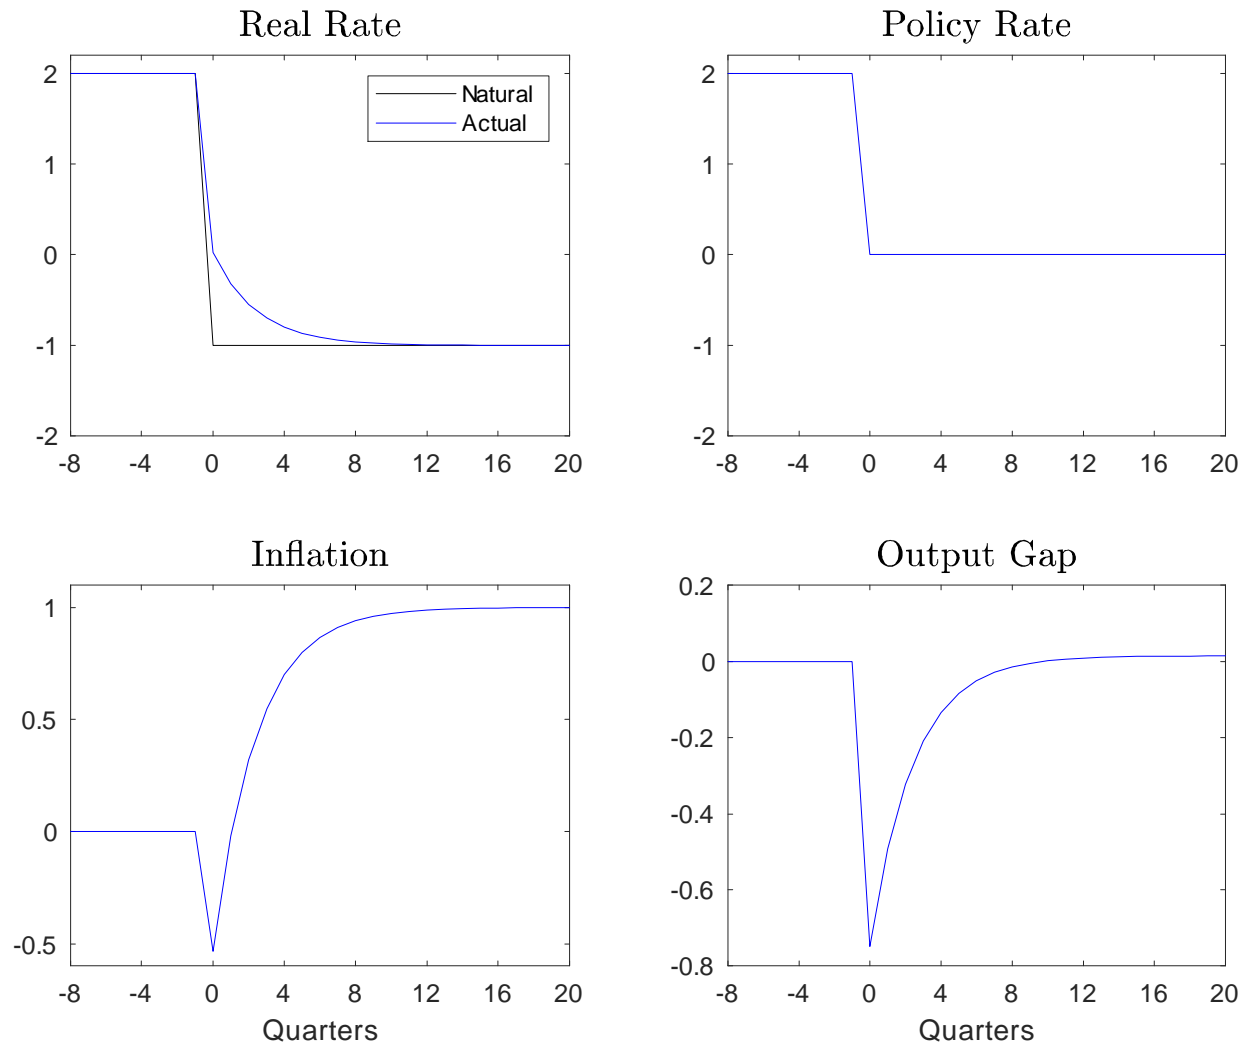 Real Rate
2
1
0
-1
-2
-8 -4 0 4 8 12 16 20
Natural
Actual
Policy Rate
2
1
0
-1
-2
-8 -4 0 4 8 12 16 20
Inflation
1
0.5
0
-0.5
-8 -4 0 4 8 12 16 20
Quarters
Output Gap
0.2
0
-0.2
-0.4
-0.6
-0.8
-8 -4 0 4 8 12 16 20
Quarters